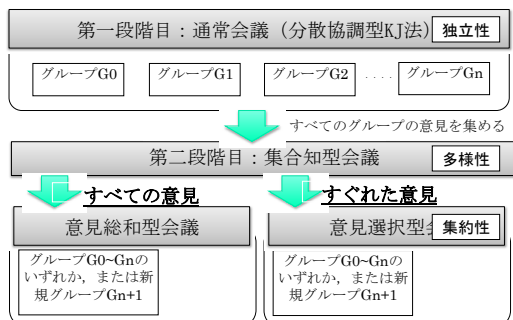 第一段階目：通常会議（分散協調型KJ法） 独立性
グループG0 グループG1 グループG2 ．．．． グループGn
すべてのグループの意見を集める
第二段階目：集合知型会議 多様性
すべての意見 すぐれた意見
意見総和型会議 意見選択型会 集約性
グループG0~Gnの
いずれか，または新
規グループGn+1
グループG0~Gnの
いずれか，または新
規グループGn+1